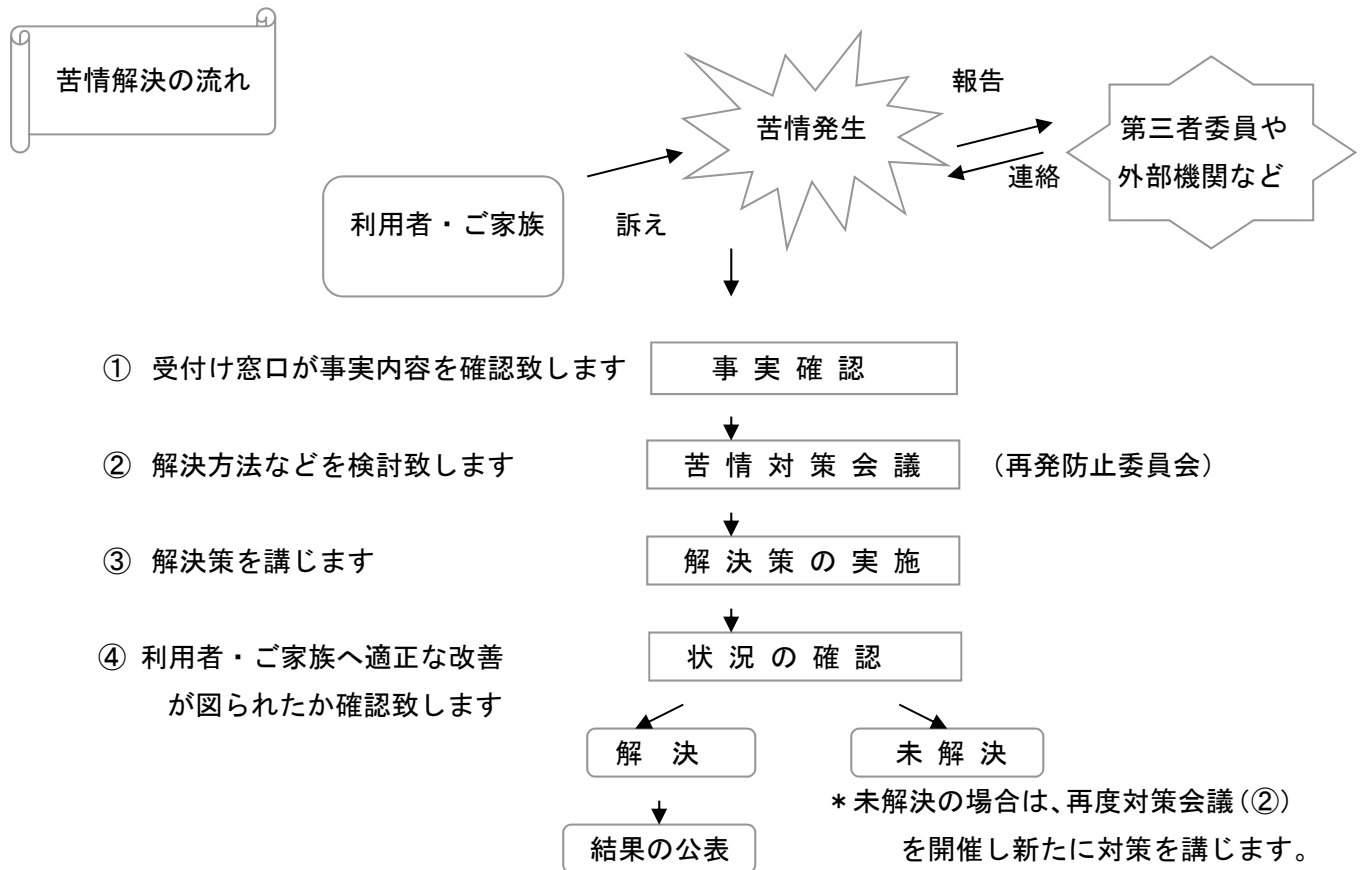 苦情解決の流れ
苦情発生
報告
連絡
第三者委員や
外部機関など
利用者・ご家族
訴え
① 受付け窓口が事実内容を確認致します
事 実 確 認
② 解決方法などを検討致します
苦 情 対 策 会 議
(再発防止委員会)
③ 解決策を講じます
解 決 策 の 実 施
④ 利用者・ご家族へ適正な改善
が図られたか確認致します
状 況 の 確 認
解 決
未 解 決
*未解決の場合は、再度対策会議(②)
を開催し新たに対策を講じます。
結果の公表